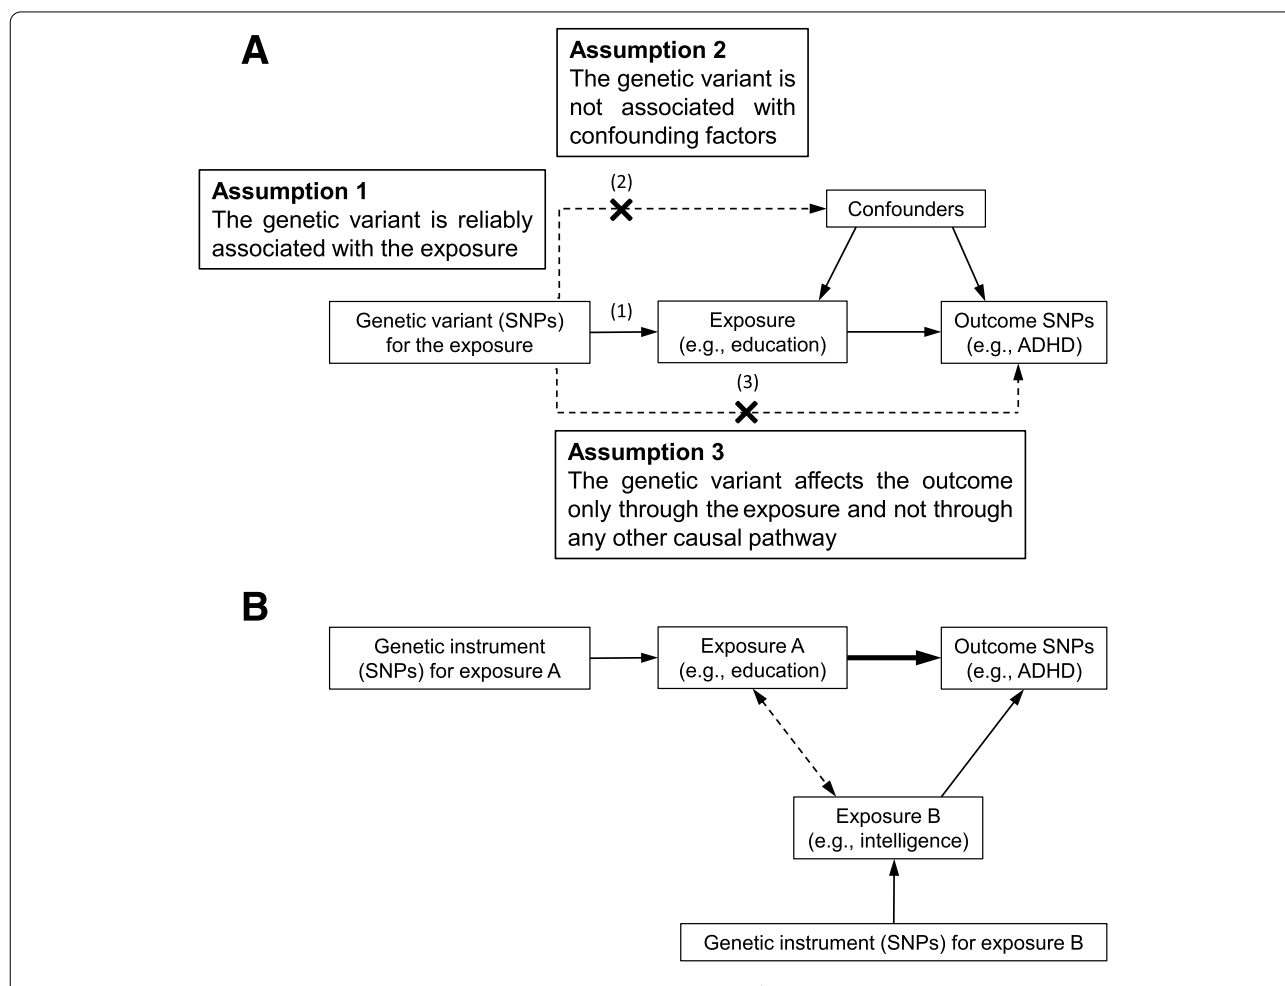 A
Assumption 2
The genetic variant is
not associated with
confounding factors
Assumption 1
The genetic variant is reliably
associated with the exposure
(2)
Confounders
Genetic variant (SNPs)
for the exposure
(1)
Exposure
(e.g., education)
Outcome SNPs
(e.g., ADHD)
(3)
Assumption 3
The genetic variant affects the outcome
only through the exposure and not through
any other causal pathway
B
Genetic instrument
(SNPs) for exposure A
Exposure A
(e.g., education)
Outcome SNPs
(e.g., ADHD)
Exposure B
(e.g., intelligence)
Genetic instrument (SNPs) for exposure B